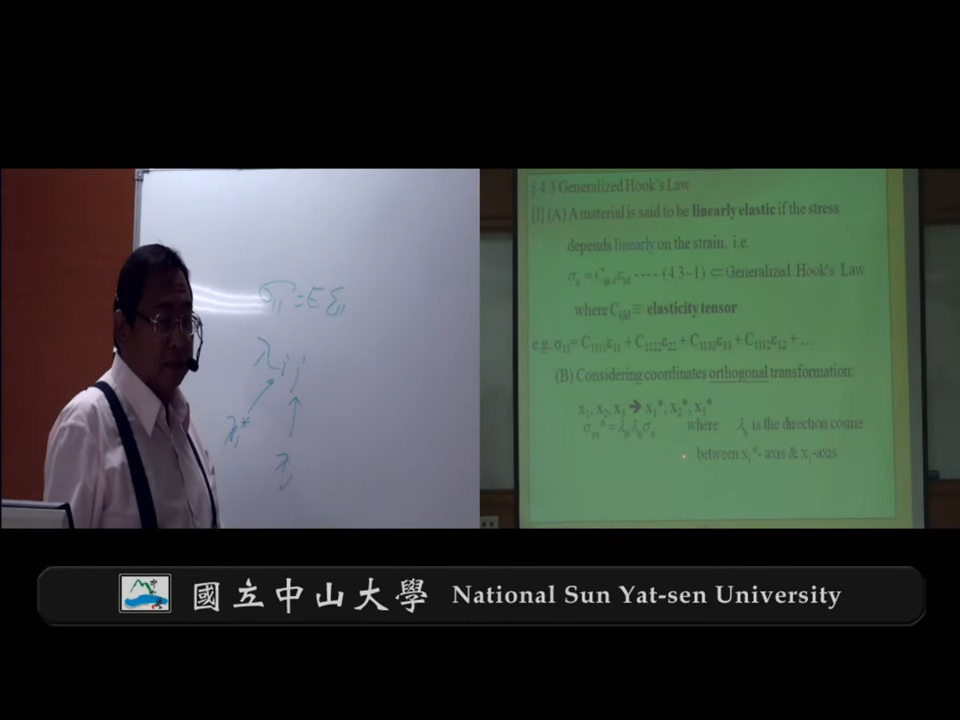 σ₁₁ = E ε₁₁
λij
xj
§ 4.3 Generalized Hook's Law
[1] (A) A material is said to be linearly elastic if the stress
depends linearly on the strain. i.e.
σij = Cijkl εkl ---- (4.3-1) ⇐ Generalized Hook's Law
where Cijkl ≡ elasticity tensor
e.g. σ₁₁ = C₁₁₁₁ε₁₁ + C₁₁₂₂ε₂₂ + C₁₁₃₃ε₃₃ + C₁₁₁₂ε₁₂ + ...
(B) Considering coordinates orthogonal transformation:
x₁, x₂, x₃ → x₁*, x₂*, x₃*
where λij is the direction cosine
between xi*-axis & xj-axis
國立中山大學 National Sun Yat-sen University